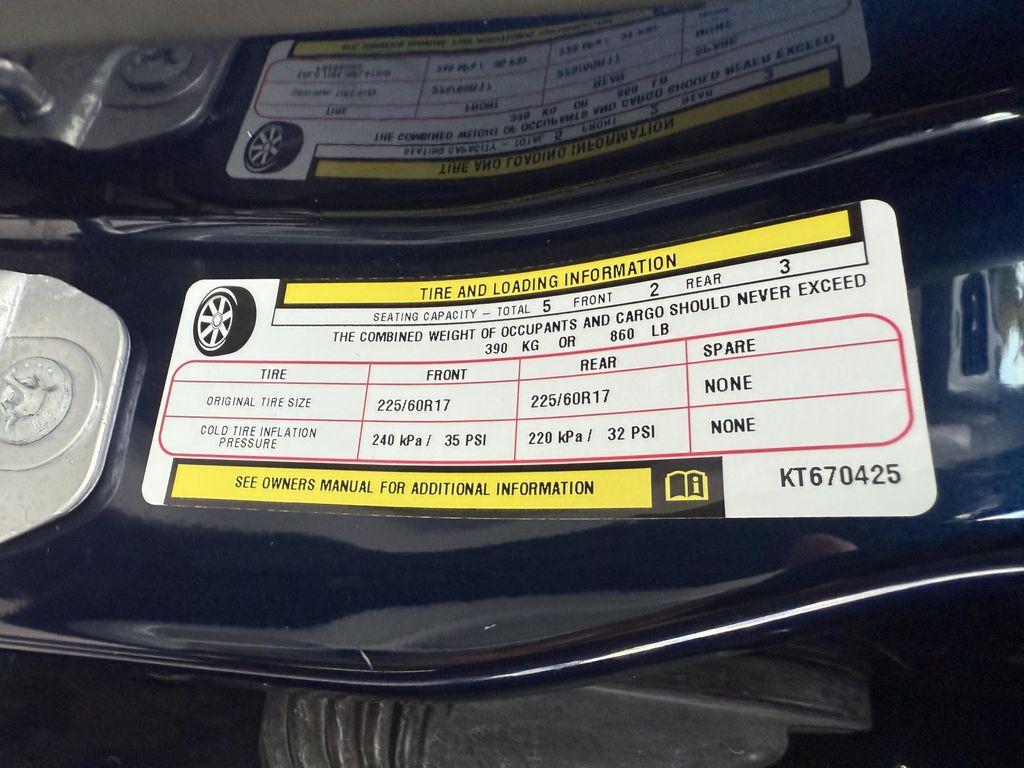 TIRE AND LOADING INFORMATION
SEATING CAPACITY – TOTAL 5 FRONT 2 REAR 3
THE COMBINED WEIGHT OF OCCUPANTS AND CARGO SHOULD NEVER EXCEED
390 KG OR 860 LB
TIRE FRONT REAR SPARE
ORIGINAL TIRE SIZE 225/60R17 225/60R17 NONE
COLD TIRE INFLATION PRESSURE 240 kPa / 35 PSI 220 kPa / 32 PSI NONE
SEE OWNERS MANUAL FOR ADDITIONAL INFORMATION
KT670425